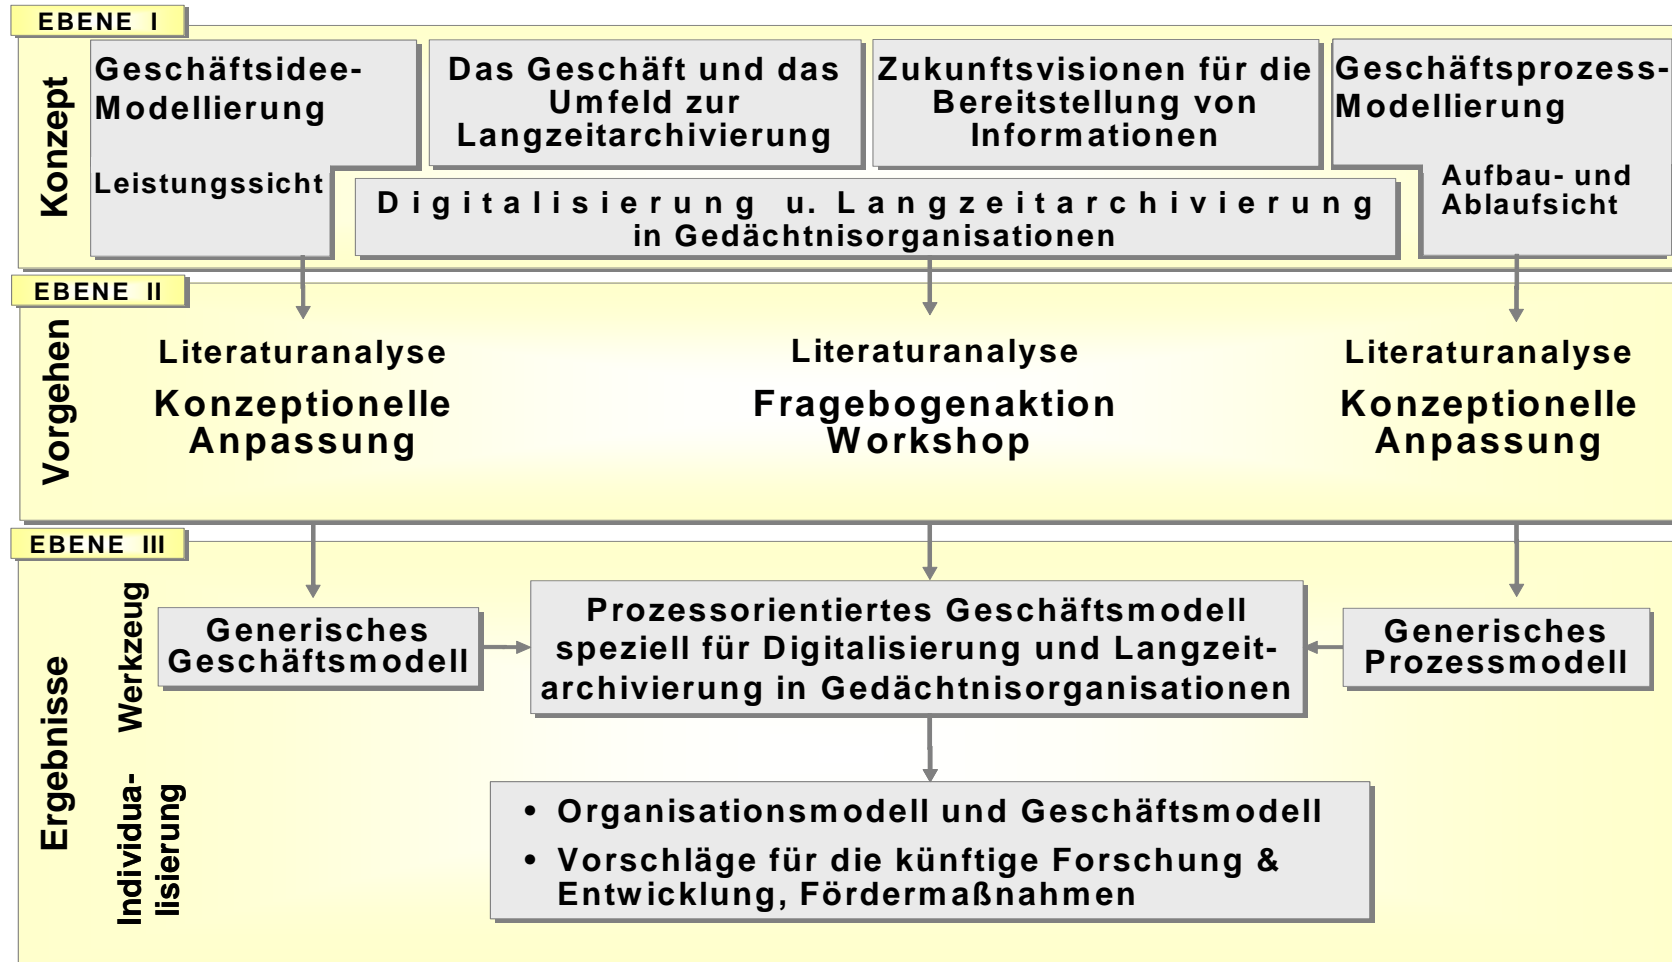 EBENE I
Konzept
Geschäftsidee-
Modellierung
Leistungssicht
Das Geschäft und das
Umfeld zur
Langzeitarchivierung
Zukunftsvisionen für die
Bereitstellung von
Informationen
Geschäftsprozess-
Modellierung
Aufbau- und
Ablaufsicht
Digitalisierung u. Langzeitarchivierung
in Gedächtnisorganisationen
EBENE II
Vorgehen
Literaturanalyse
Konzeptionelle
Anpassung
Literaturanalyse
Fragebogenaktion
Workshop
Literaturanalyse
Konzeptionelle
Anpassung
EBENE III
Ergebnisse
Werkzeug
Generisches
Geschäftsmodell
Prozessorientiertes Geschäftsmodell
speziell für Digitalisierung und Langzeit-
archivierung in Gedächtnisorganisationen
Generisches
Prozessmodell
Individua-
lisierung
• Organisationsmodell und Geschäftsmodell
• Vorschläge für die künftige Forschung &
Entwicklung, Fördermaßnahmen